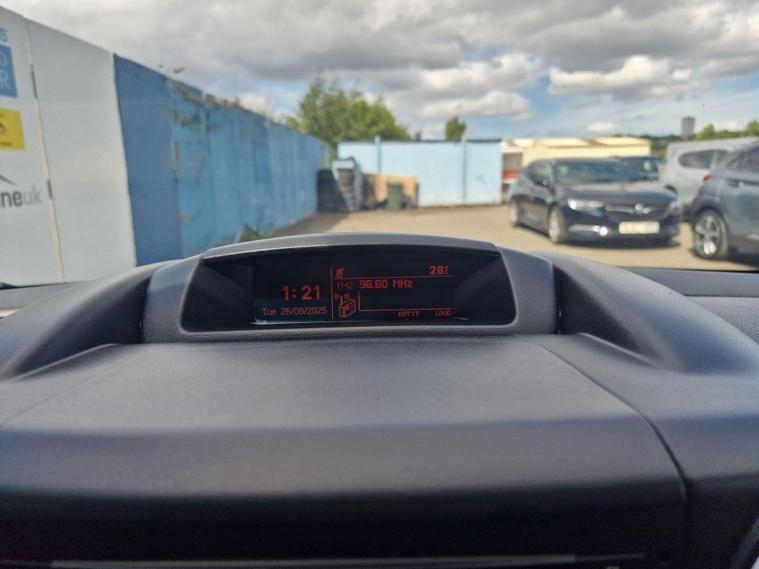 neuk
28°C
FM2 96.60 MHz
1:21
Tue 26/08/2025
RDTXT LOUD